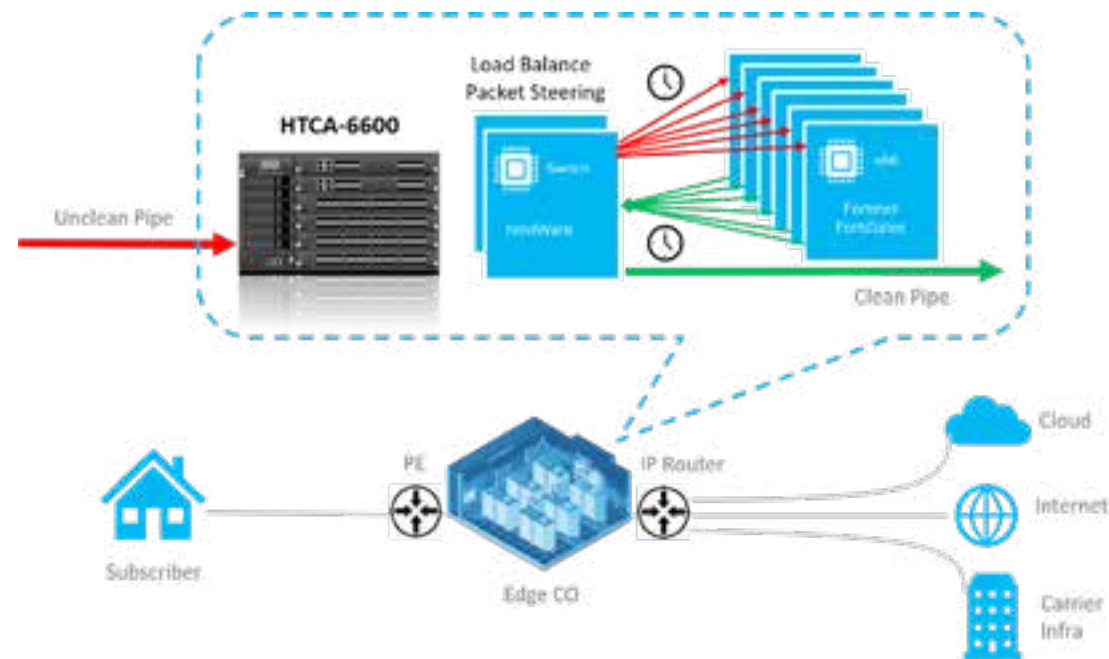 Load Balance
Packet Steering
HTCA-6600
Switch
x86
Unclean Pipe
noviWare
Fortinet
FortiGates
Clean Pipe
Cloud
PE
IP Router
Internet
Subscriber
Edge CO
Carrier
Infra